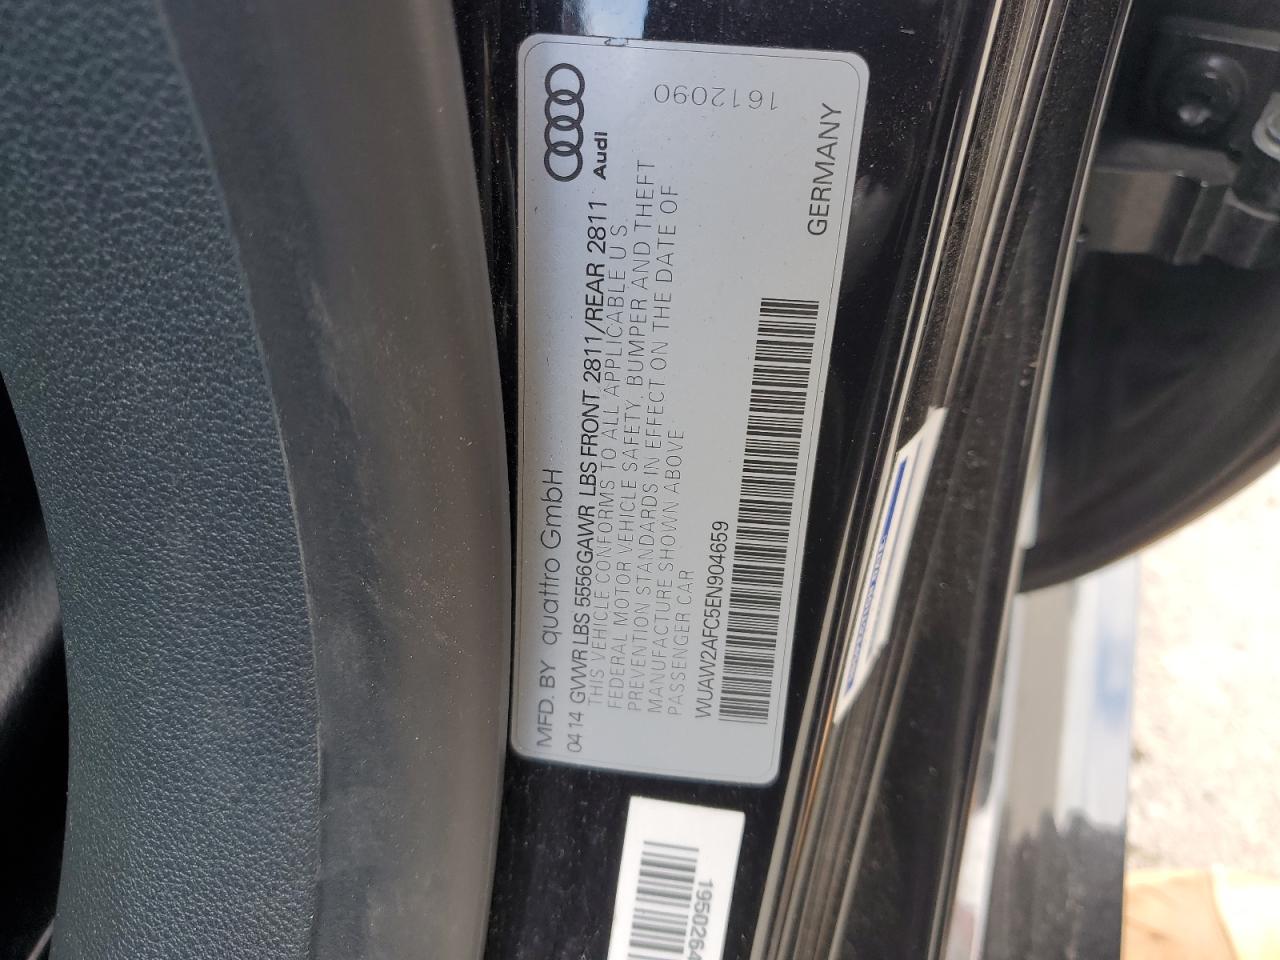 MFD. BY quattro GmbH
Audi
04 14 GVWR LBS 5556GAWR LBS FRONT 2811/REAR 2811
THIS VEHICLE CONFORMS TO ALL APPLICABLE U S
FEDERAL MOTOR VEHICLE SAFETY. BUMPER AND THEFT
PREVENTION STANDARDS IN EFFECT ON THE DATE OF
MANUFACTURE SHOWN ABOVE
PASSENGER CAR
1612090
WUAW2AFC5EN904659
GERMANY
1950264